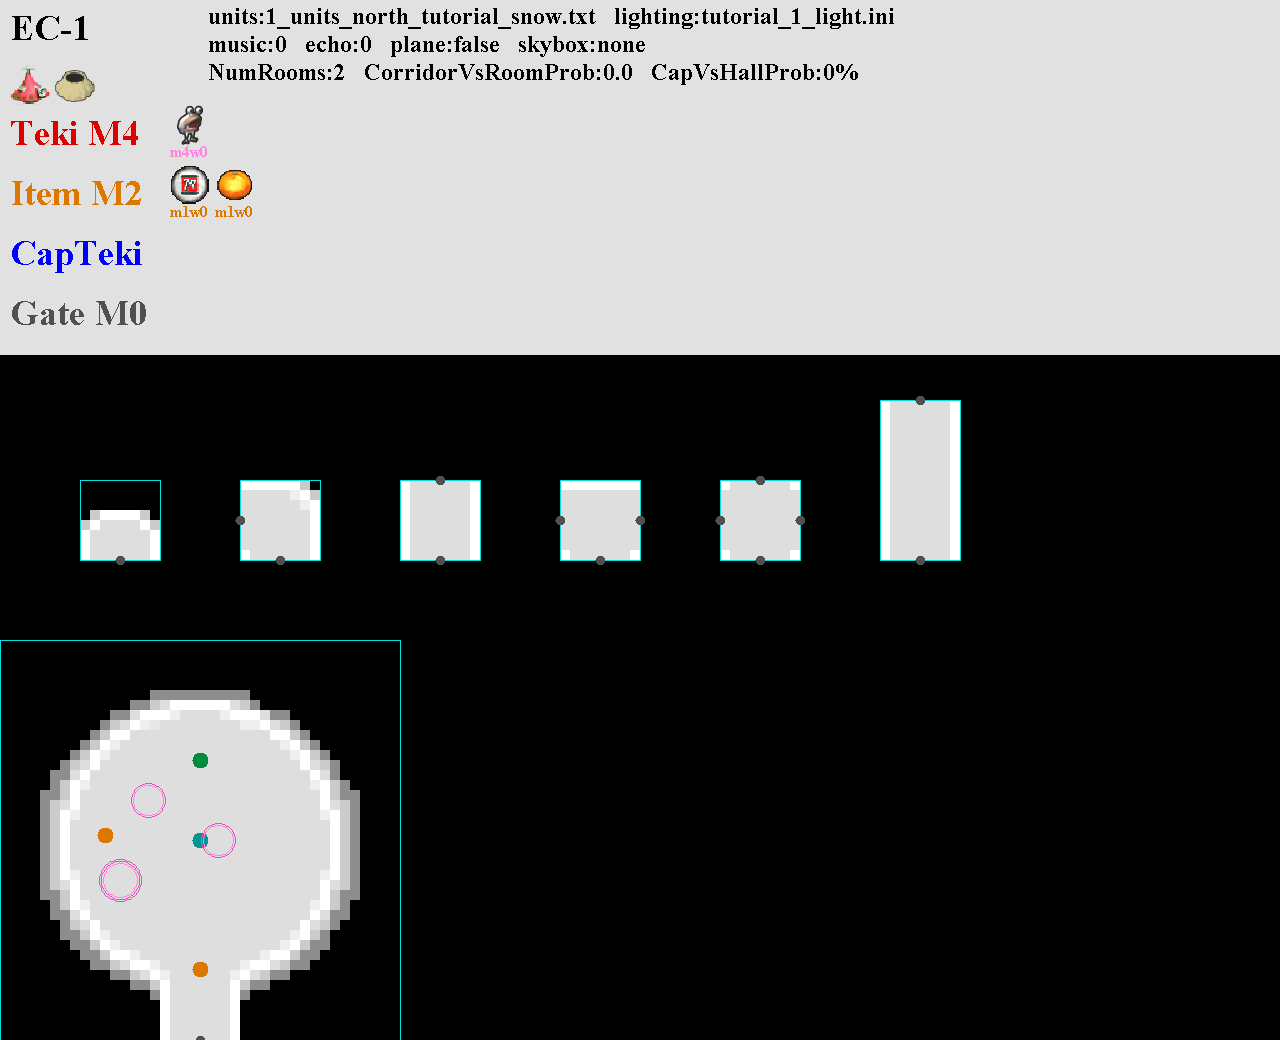 EC-1
units:1_units_north_tutorial_snow.txt lighting:tutorial_1_light.ini
music:0 echo:0 plane:false skybox:none
NumRooms:2 CorridorVsRoomProb:0.0 CapVsHallProb:0%
Teki M4
m4w0
Item M2
m1w0 m1w0
CapTeki
Gate M0